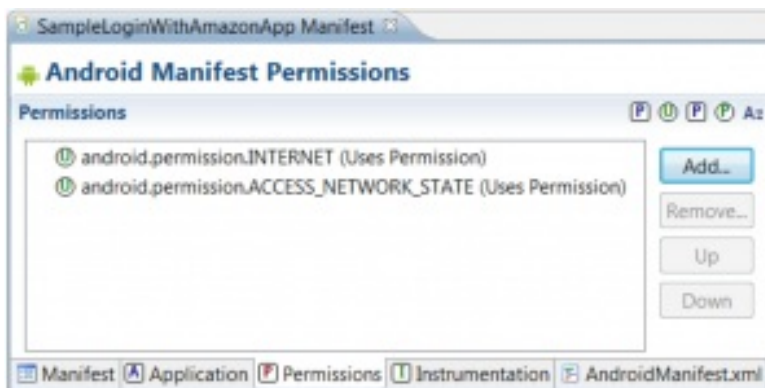 SampleLoginWithAmazonApp Manifest
Android Manifest Permissions
Permissions
P U P P Az
U android.permission.INTERNET (Uses Permission)
U android.permission.ACCESS_NETWORK_STATE (Uses Permission)
Add...
Remove...
Up
Down
Manifest A Application P Permissions I Instrumentation AndroidManifest.xml